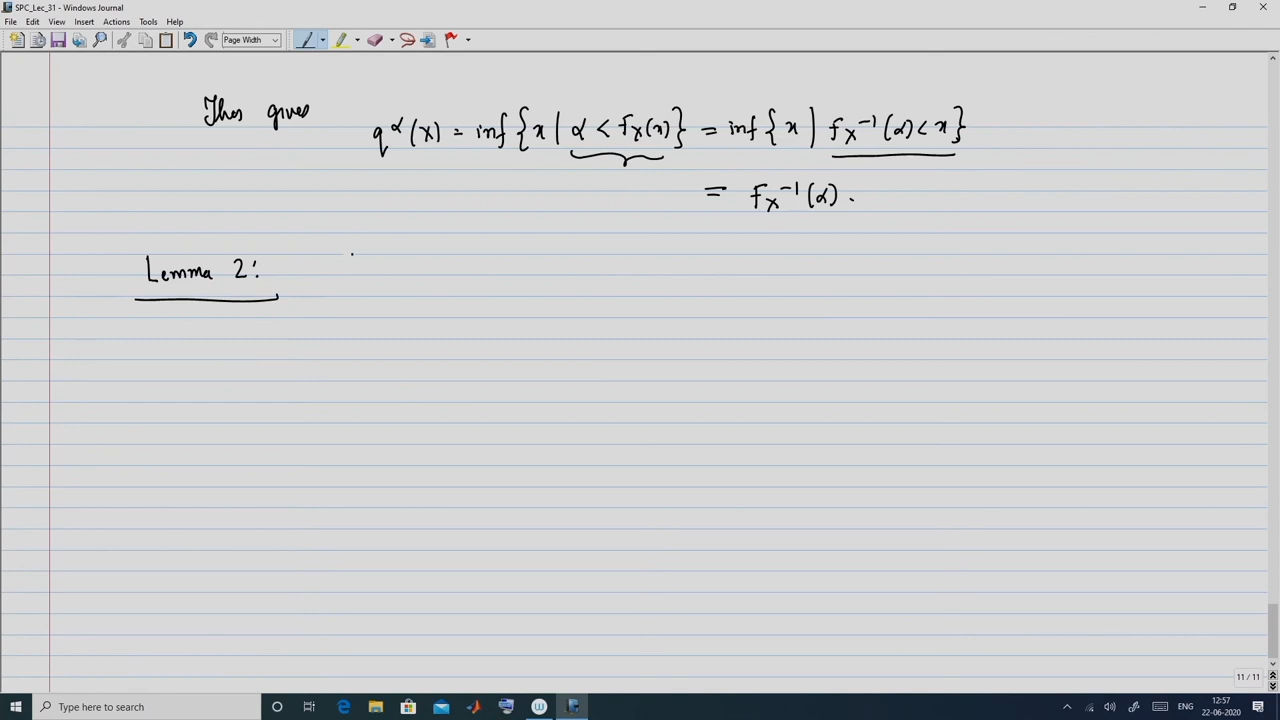 SPC_Lec_31 - Windows Journal
File Edit View Insert Actions Tools Help
Page Width
This gives q^α(X) = inf{x | α < F_X(x)} = inf{x | F_X^{-1}(α) < x}
= F_X^{-1}(α).
Lemma 2:
11 / 11
Type here to search
ENG
12:57
22-06-2020